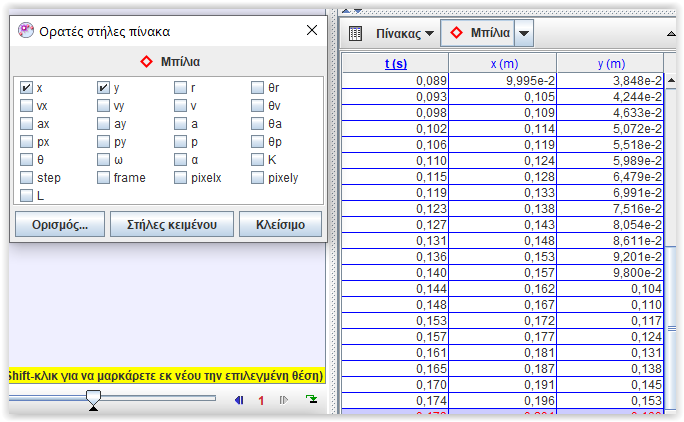 Ορατές στήλες πίνακα
Μπίλια
x y r θr
vx vy v θv
ax ay a θa
px py p θp
θ ω α K
step frame pixelx pixely
L
Ορισμός... Στήλες κειμένου Κλείσιμο
Shift-κλικ για να μαρκάρετε εκ νέου την επιλεγμένη θέση)
1
Πίνακας Μπίλια
t (s) x (m) y (m)
0,089 9,995e-2 3,848e-2
0,093 0,105 4,244e-2
0,098 0,109 4,633e-2
0,102 0,114 5,072e-2
0,106 0,119 5,518e-2
0,110 0,124 5,989e-2
0,115 0,128 6,479e-2
0,119 0,133 6,991e-2
0,123 0,138 7,516e-2
0,127 0,143 8,054e-2
0,131 0,148 8,611e-2
0,136 0,153 9,201e-2
0,140 0,157 9,800e-2
0,144 0,162 0,104
0,148 0,167 0,110
0,153 0,172 0,117
0,157 0,177 0,124
0,161 0,181 0,131
0,165 0,187 0,138
0,170 0,191 0,145
0,174 0,196 0,153